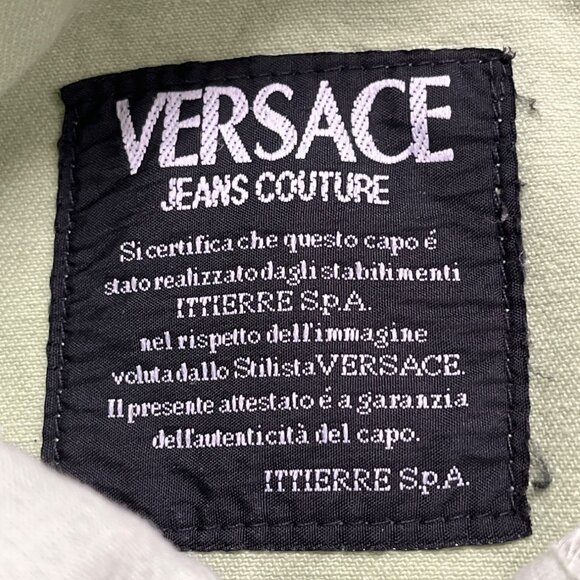 VERSACE
JEANS COUTURE
Si certifica che questo capo é
stato realizzato dagli stabilimenti
ITTIERRE S.p.A.
nel rispetto dell'immagine
voluta dallo Stilista VERSACE.
Il presente attestato é a garanzia
dell'autenticità del capo.
ITTIERRE S.p.A.